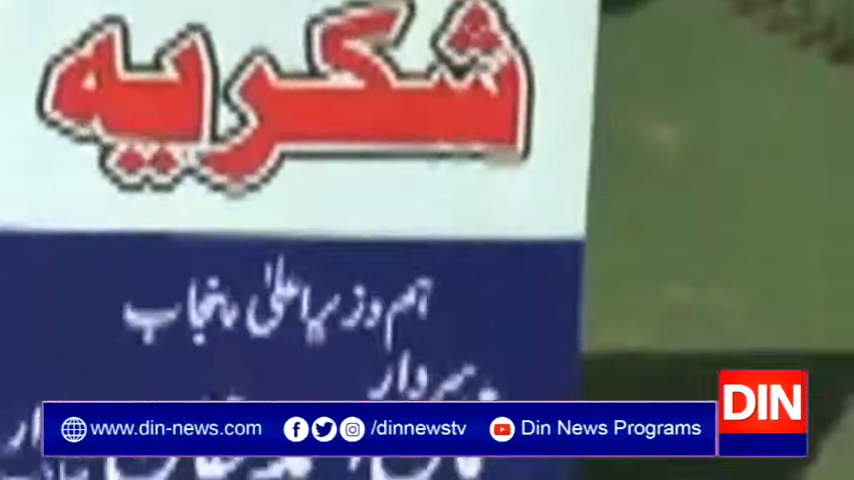 شکریہ
ہم وزیراعلیٰ پنجاب
سردار
www.din-news.com
/dinnewstv
Din News Programs
DIN